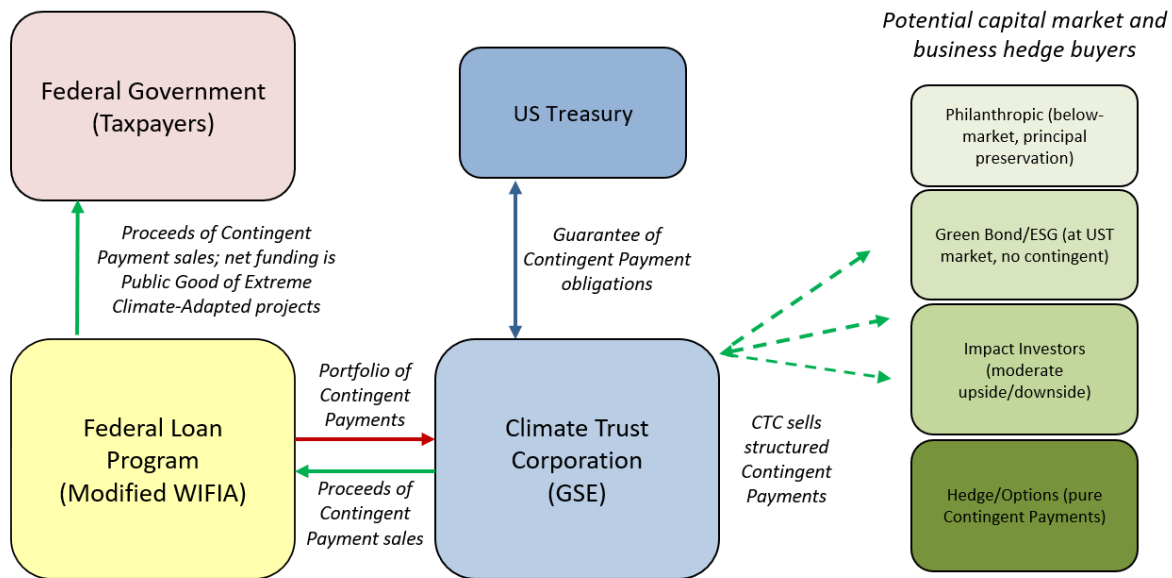 Potential capital market and
business hedge buyers
Federal Government
(Taxpayers)
US Treasury
Philanthropic (below-
market, principal
preservation)
Proceeds of Contingent
Payment sales; net funding is
Public Good of Extreme
Climate-Adapted projects
Guarantee of
Contingent Payment
obligations
Green Bond/ESG (at UST
market, no contingent)
Federal Loan
Program
(Modified WIFIA)
Portfolio of
Contingent
Payments
Proceeds of
Contingent
Payment sales
Climate Trust
Corporation
(GSE)
CTC sells
structured
Contingent
Payments
Impact Investors
(moderate
upside/downside)
Hedge/Options (pure
Contingent Payments)